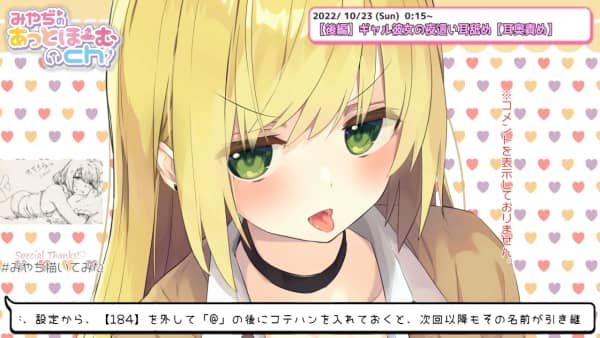 みやぢの
あっとほーむ
ch!
2022/ 10/23 (Sun)  0:15~
【後編】ギャル彼女の夜這い耳舐め【耳奥責め】
※コメントを表示しておりません。
Special Thanks!♡
#みやち描いてみた
ミ、設定から、【184】を外して「@」の後にコテハンを入れておくと、次回以降もその名前が引き継